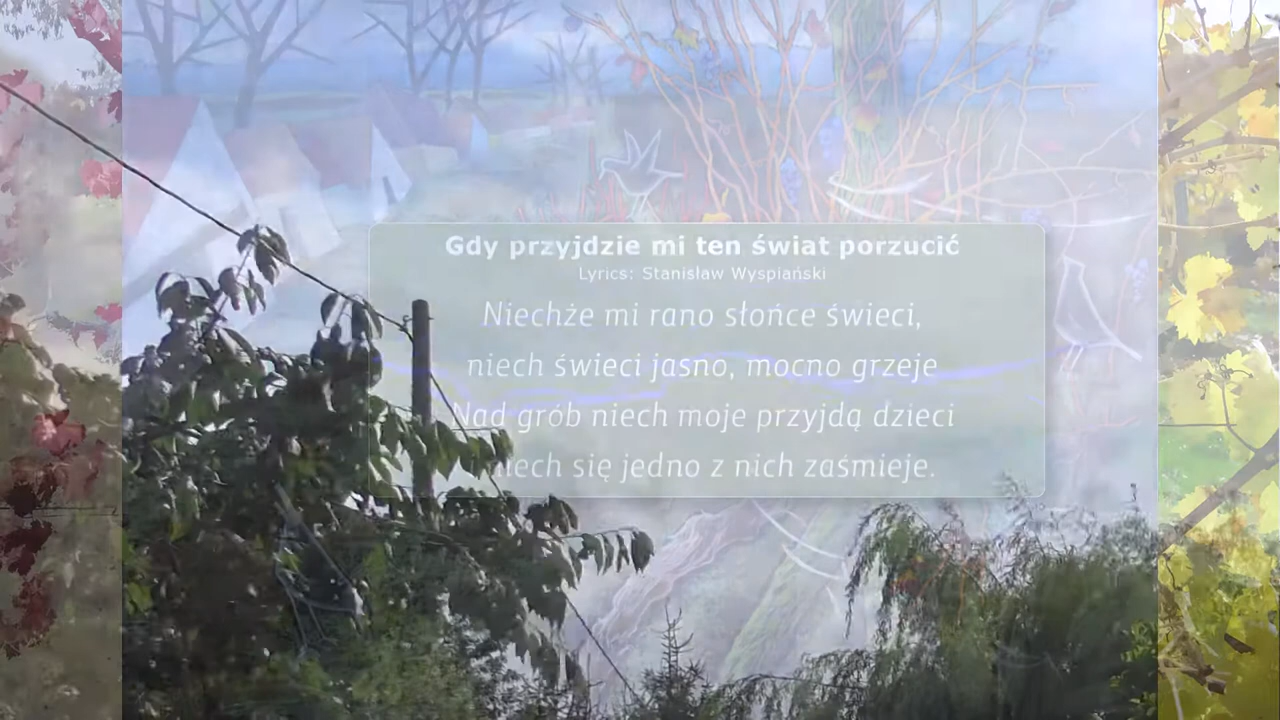 Gdy przyjdzie mi ten świat porzucić
Lyrics: Stanisław Wyspiański
Niechże mi rano słońce świeci,
niech świeci jasno, mocno grzeje
Nad grób niech moje przyjdą dzieci
niech się jedno z nich zaśmieje.